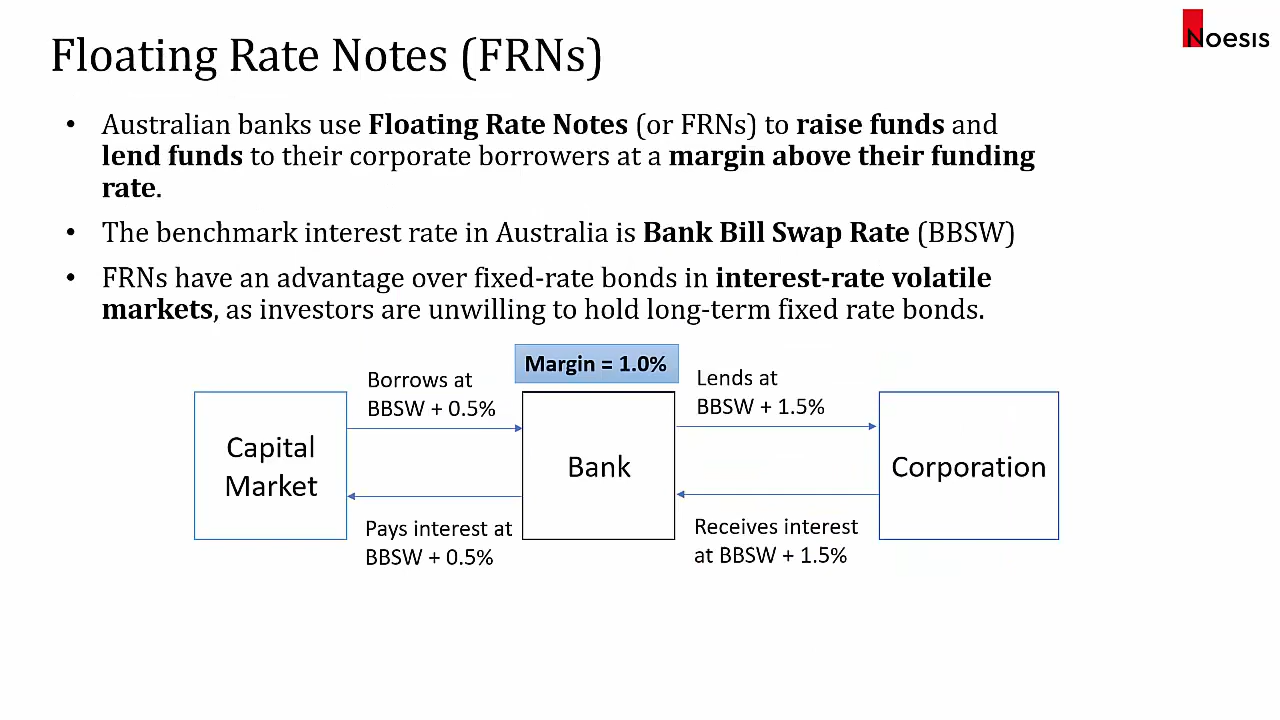 Floating Rate Notes (FRNs)
Noesis
• Australian banks use Floating Rate Notes (or FRNs) to raise funds and
lend funds to their corporate borrowers at a margin above their funding
rate.
• The benchmark interest rate in Australia is Bank Bill Swap Rate (BBSW)
• FRNs have an advantage over fixed-rate bonds in interest-rate volatile
markets, as investors are unwilling to hold long-term fixed rate bonds.
Margin = 1.0%
Borrows at
BBSW + 0.5%
Lends at
BBSW + 1.5%
Capital
Market
Bank
Corporation
Pays interest at
BBSW + 0.5%
Receives interest
at BBSW + 1.5%